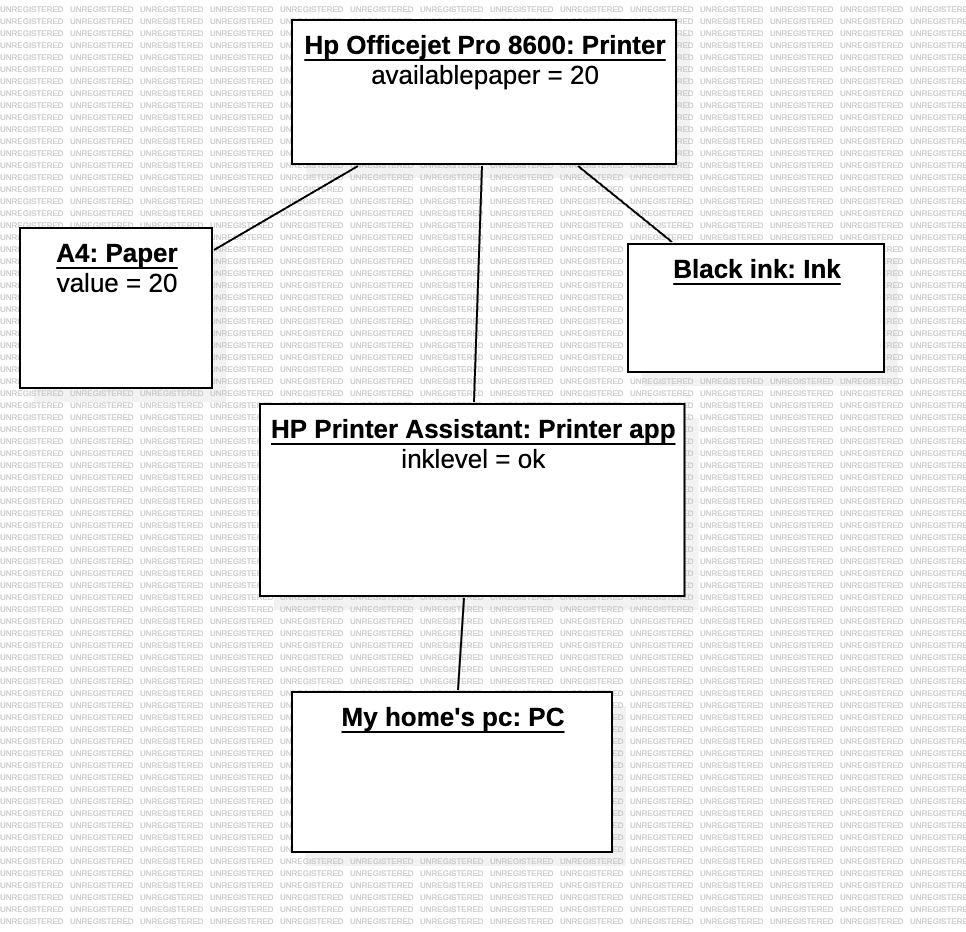 Hp Officejet Pro 8600: Printer
availablepaper = 20
A4: Paper
value = 20
Black ink: Ink
HP Printer Assistant: Printer app
inklevel = ok
My home's pc: PC
UNREGISTERED